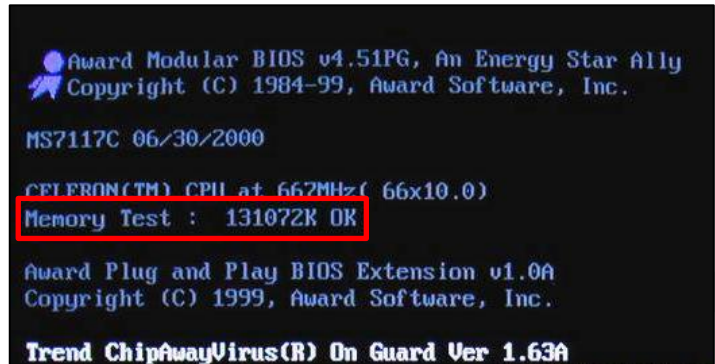 Award Modular BIOS v4.51PG, An Energy Star Ally
Copyright (C) 1984-99, Award Software, Inc.
MS7117C 06/30/2000
CELERON(TM) CPU at 667MHz( 66x10.0)
Memory Test :  131072K OK
Award Plug and Play BIOS Extension v1.0A
Copyright (C) 1999, Award Software, Inc.
Trend ChipAwayVirus(R) On Guard Ver 1.63A